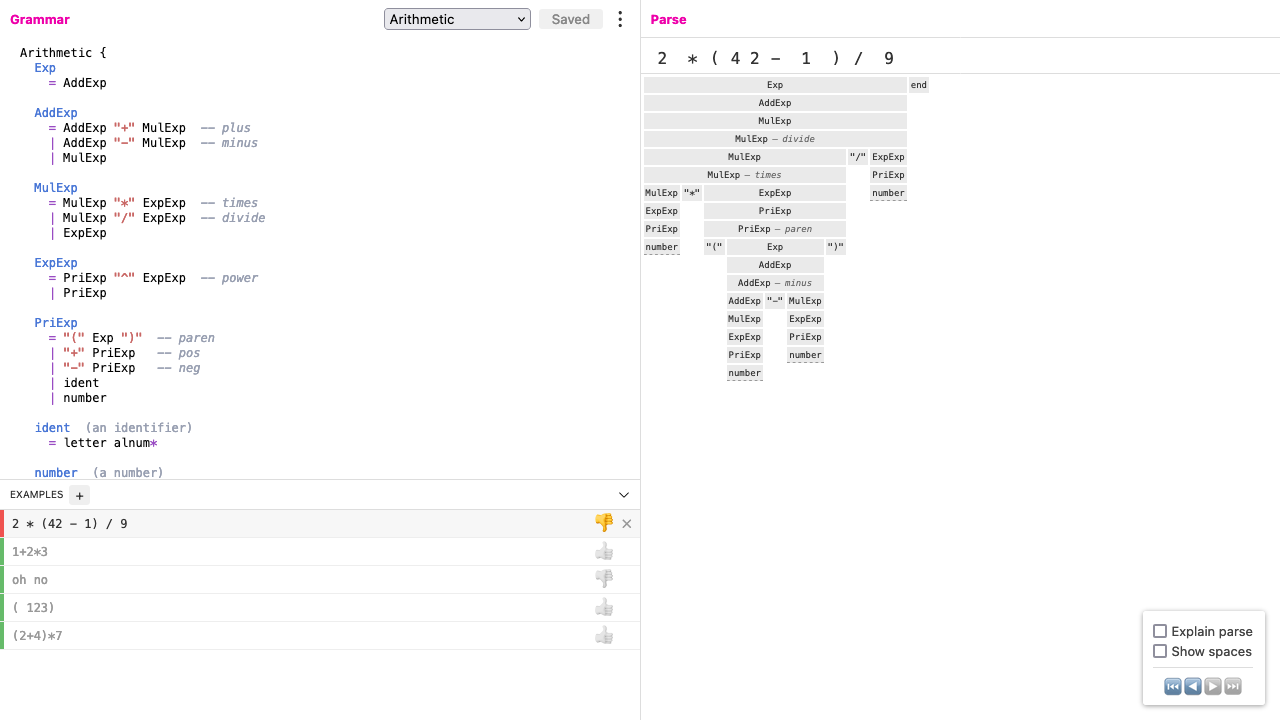 Grammar
Arithmetic
Saved
Arithmetic {
Exp
= AddExp
AddExp
= AddExp "+" MulExp -- plus
| AddExp "-" MulExp -- minus
| MulExp
MulExp
= MulExp "*" ExpExp -- times
| MulExp "/" ExpExp -- divide
| ExpExp
ExpExp
= PriExp "^" ExpExp -- power
| PriExp
PriExp
= "(" Exp ")" -- paren
| "+" PriExp -- pos
| "-" PriExp -- neg
| ident
| number
ident (an identifier)
= letter alnum*
number (a number)
EXAMPLES +
2 * (42 - 1) / 9
1+2*3
oh no
( 123)
(2+4)*7
Parse
2 * ( 4 2 - 1 ) / 9
Exp end
AddExp
MulExp
MulExp – divide
MulExp "/" ExpExp
MulExp – times PriExp
MulExp "*" ExpExp number
ExpExp PriExp
PriExp PriExp – paren
number "(" Exp ")"
AddExp
AddExp – minus
AddExp "-" MulExp
MulExp ExpExp
ExpExp PriExp
PriExp number
number
Explain parse
Show spaces